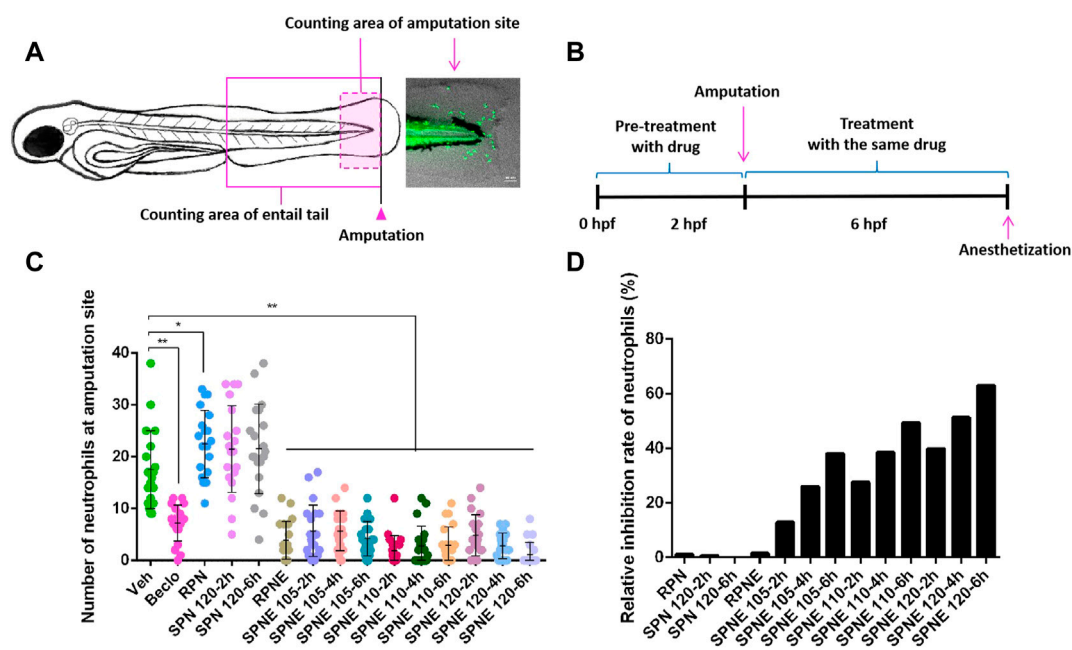 A
Counting area of amputation site
Counting area of entail tail
Amputation
B
Amputation
Pre-treatment
with drug
Treatment
with the same drug
0 hpf
2 hpf
6 hpf
Anesthetization
C
Number of neutrophils at amputation site
40
30
20
10
0
**
*
**
Veh
Beclo
RPN
SPN 120-2h
SPN 120-6h
RPNE
SPNE 105-2h
SPNE 105-4h
SPNE 105-6h
SPNE 110-2h
SPNE 110-4h
SPNE 110-6h
SPNE 120-2h
SPNE 120-4h
SPNE 120-6h
D
Relative inhibition rate of neutrophils (%)
80
60
40
20
0
RPN
SPN 120-2h
SPN 120-6h
RPNE
SPNE 105-2h
SPNE 105-4h
SPNE 105-6h
SPNE 110-2h
SPNE 110-4h
SPNE 110-6h
SPNE 120-2h
SPNE 120-4h
SPNE 120-6h